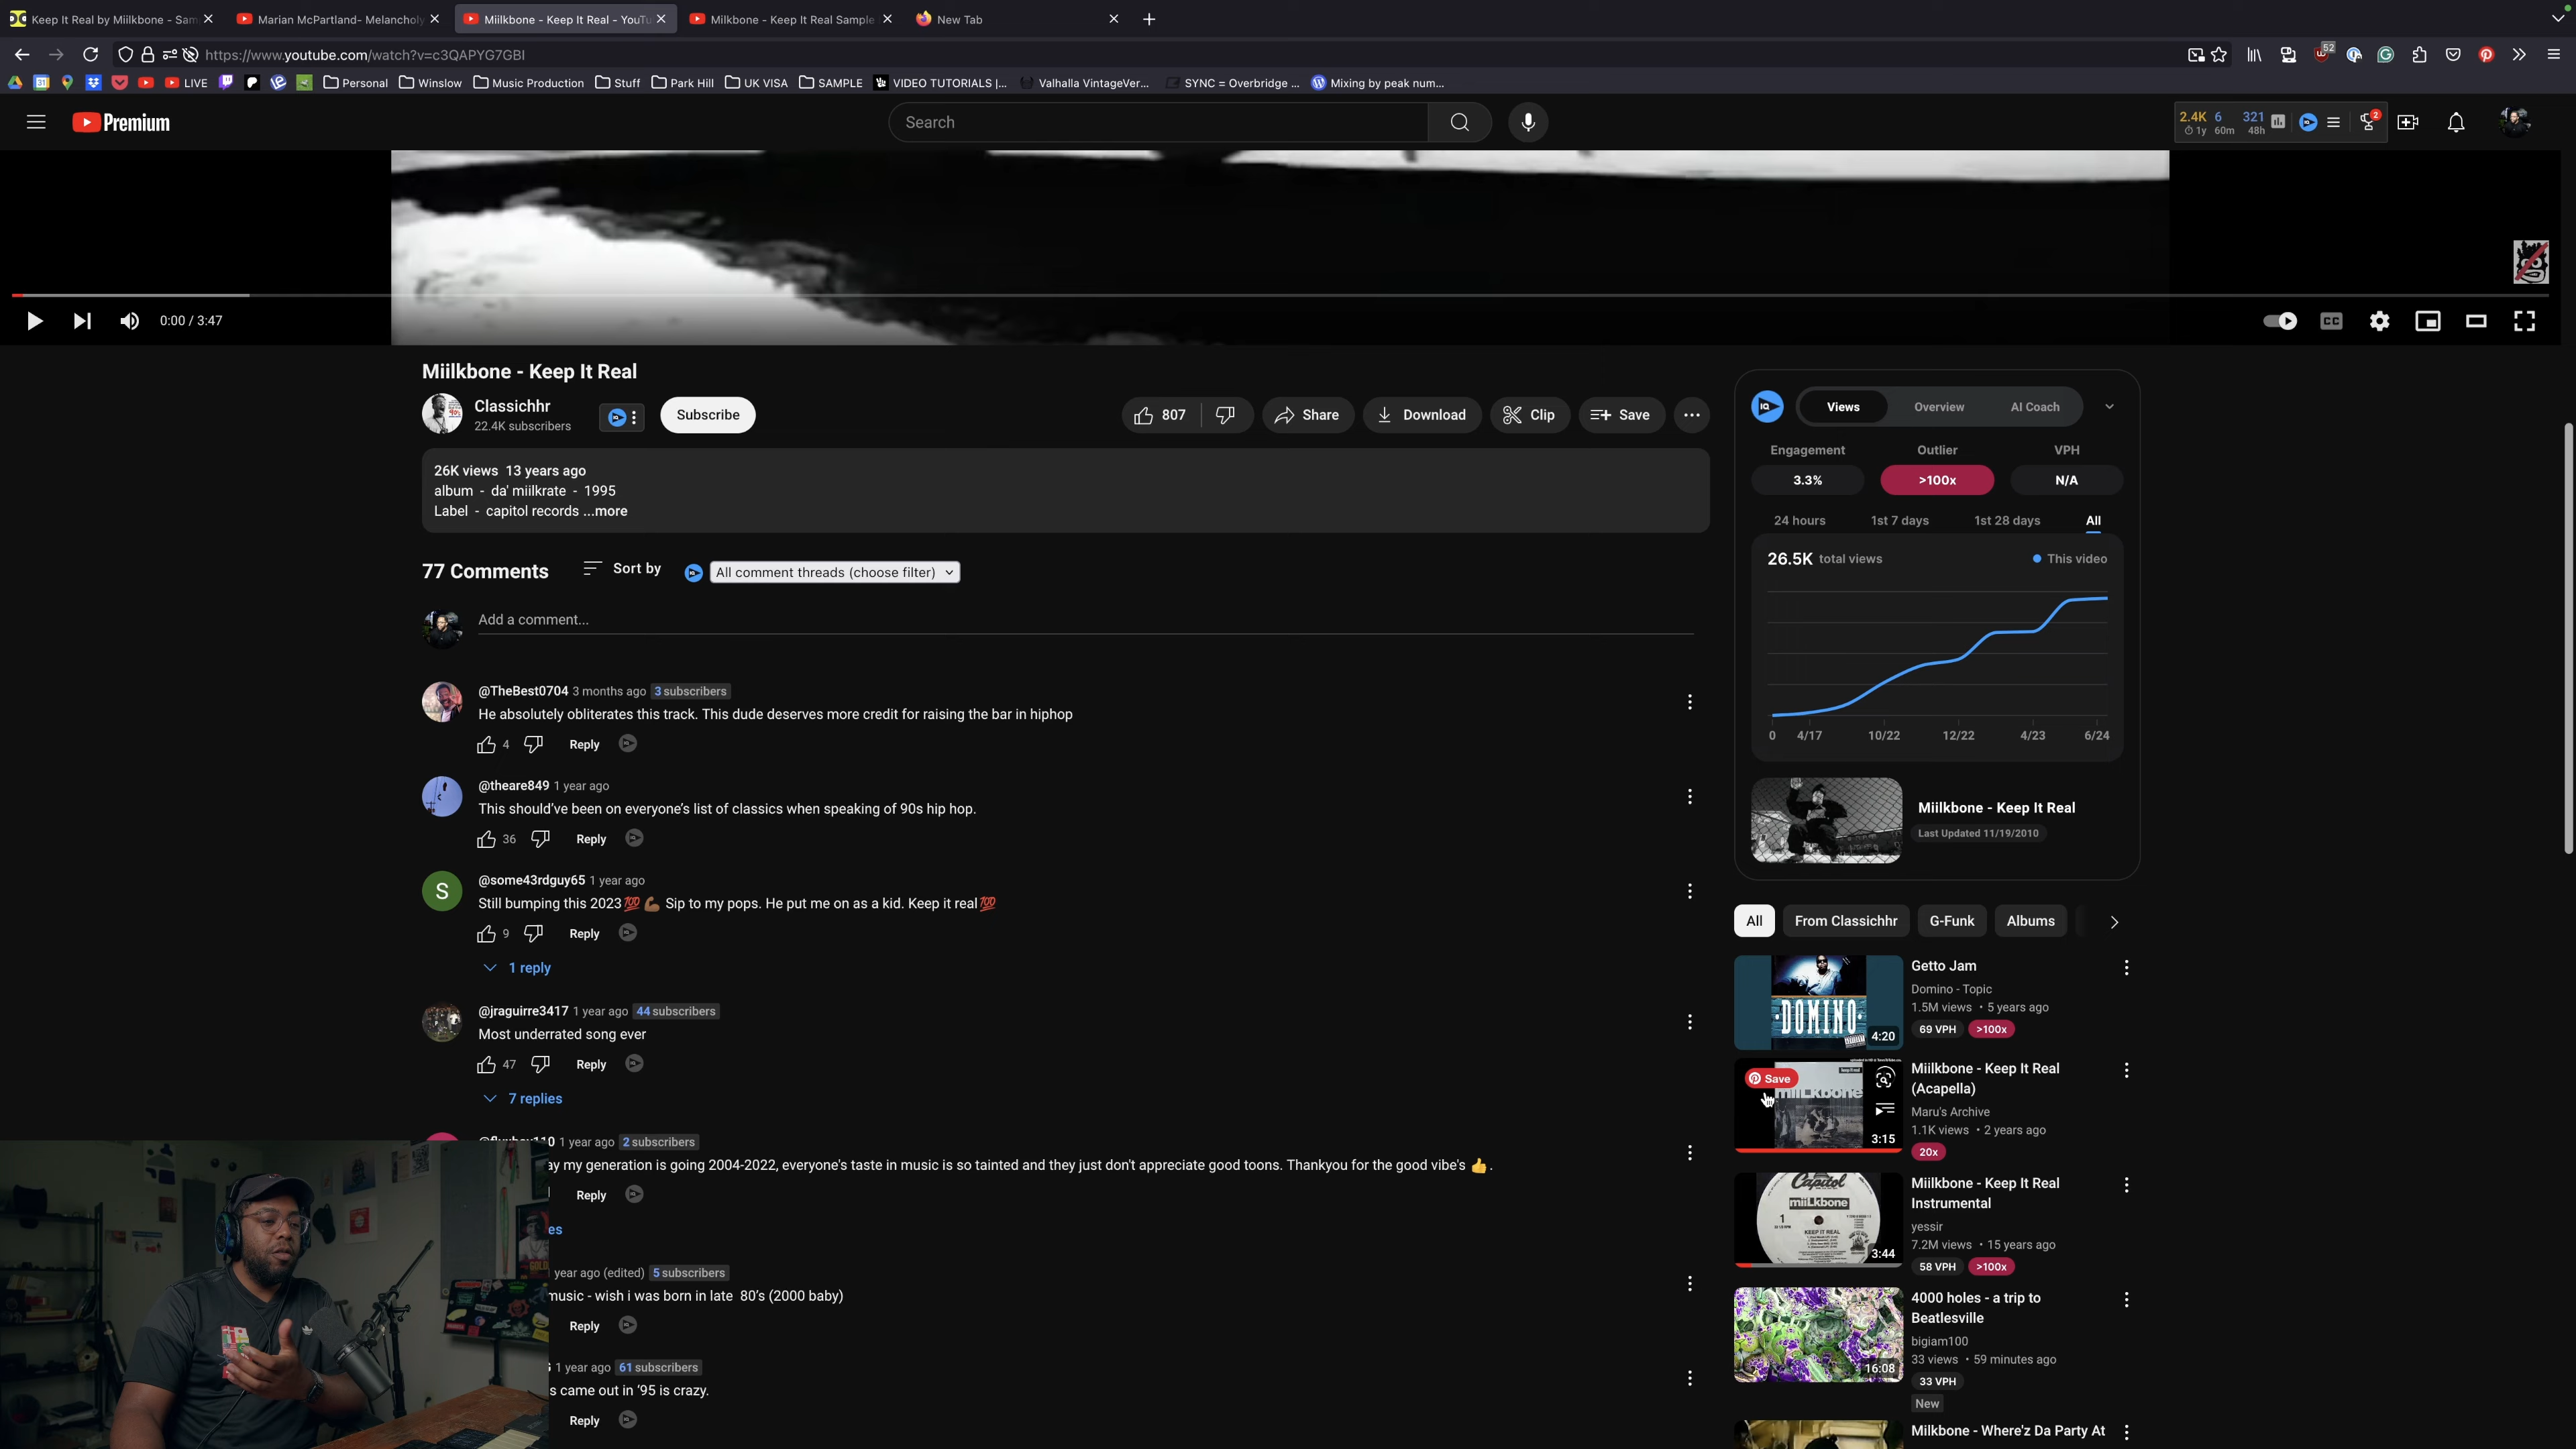 Keep It Real by Miilkbone - Sam
Marian McPartland- Melancholy
Miilkbone - Keep It Real - YouTu
Milkbone - Keep It Real Sample
New Tab
https://www.youtube.com/watch?v=c3QAPYG7GBI
52
31
LIVE
Personal
Winslow
Music Production
Stuff
Park Hill
UK VISA
SAMPLE
VIDEO TUTORIALS |...
Valhalla VintageVer...
SYNC = Overbridge ...
Mixing by peak num...
Premium
Search
2.4K 6 321
1y 60m 48h
2
0:00 / 3:47
CC
Miilkbone - Keep It Real
Classichhr
22.4K subscribers
Subscribe
807
Share
Download
Clip
Save
26K views 13 years ago
album - da' miilkrate - 1995
Label - capitol records ...more
77 Comments
Sort by
All comment threads (choose filter)
Add a comment...
@TheBest0704 3 months ago 3 subscribers
He absolutely obliterates this track. This dude deserves more credit for raising the bar in hiphop
4 Reply
@theare849 1 year ago
This should've been on everyone's list of classics when speaking of 90s hip hop.
36 Reply
S
@some43rdguy65 1 year ago
Still bumping this 2023💯 💪🏾 Sip to my pops. He put me on as a kid. Keep it real💯
9 Reply
1 reply
@jraguirre3417 1 year ago 44 subscribers
Most underrated song ever
47 Reply
7 replies
1 year ago 2 subscribers
ay my generation is going 2004-2022, everyone's taste in music is so tainted and they just don't appreciate good toons. Thankyou for the good vibe's 👍.
Reply
es
year ago (edited) 5 subscribers
music - wish i was born in late 80's (2000 baby)
Reply
1 year ago 61 subscribers
s came out in '95 is crazy.
Reply
IQ
Views
Overview
AI Coach
Engagement
Outlier
VPH
3.3%
>100x
N/A
24 hours
1st 7 days
1st 28 days
All
26.5K total views
This video
0 4/17 10/22 12/22 4/23 6/24
Miilkbone - Keep It Real
Last Updated 11/19/2010
All
From Classichhr
G-Funk
Albums
DOMINO
4:20
Getto Jam
Domino - Topic
1.5M views • 5 years ago
69 VPH >100x
Save
miilkbone
3:15
Miilkbone - Keep It Real
(Acapella)
Maru's Archive
1.1K views • 2 years ago
20x
Capitol
miilkbone
1
KEEP IT REAL
3:44
Miilkbone - Keep It Real
Instrumental
yessir
7.2M views • 15 years ago
58 VPH >100x
16:08
4000 holes - a trip to
Beatlesville
bigiam100
33 views • 59 minutes ago
33 VPH
New
Milkbone - Where'z Da Party At
GOLD